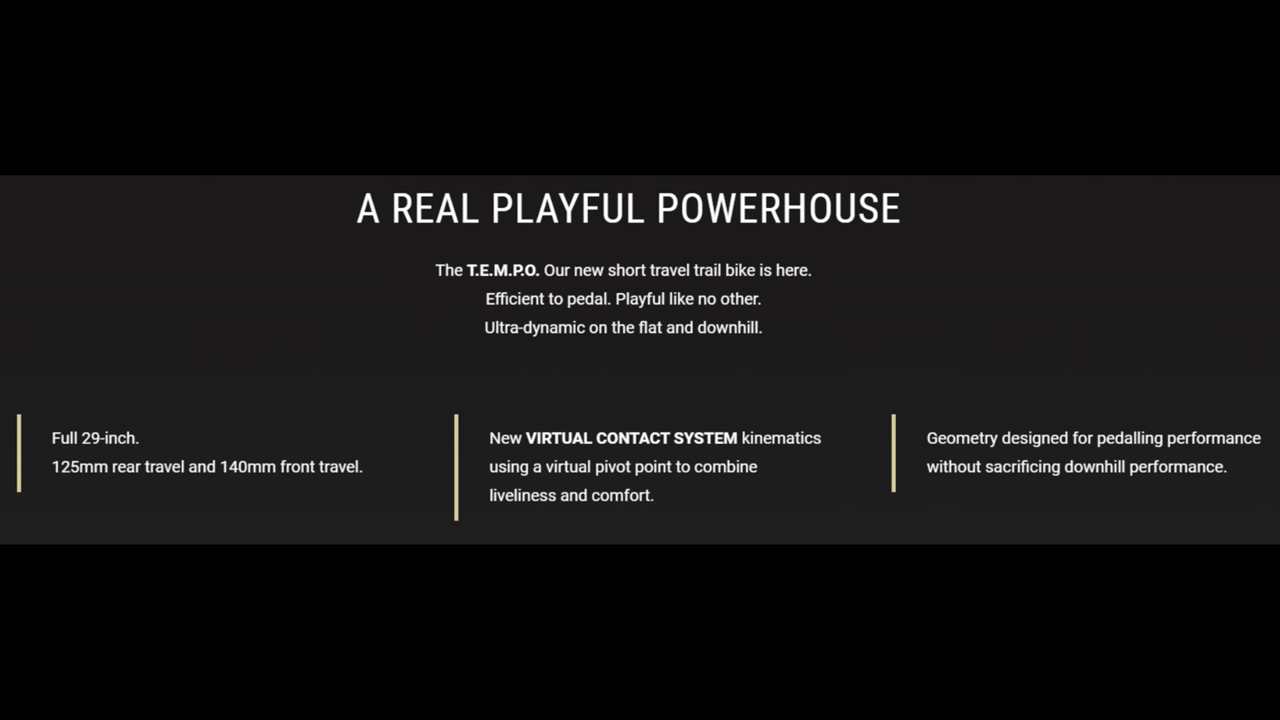 A REAL PLAYFUL POWERHOUSE
The T.E.M.P.O. Our new short travel trail bike is here.
Efficient to pedal. Playful like no other.
Ultra-dynamic on the flat and downhill.
Full 29-inch.
125mm rear travel and 140mm front travel.
New VIRTUAL CONTACT SYSTEM kinematics
using a virtual pivot point to combine
liveliness and comfort.
Geometry designed for pedalling performance
without sacrificing downhill performance.